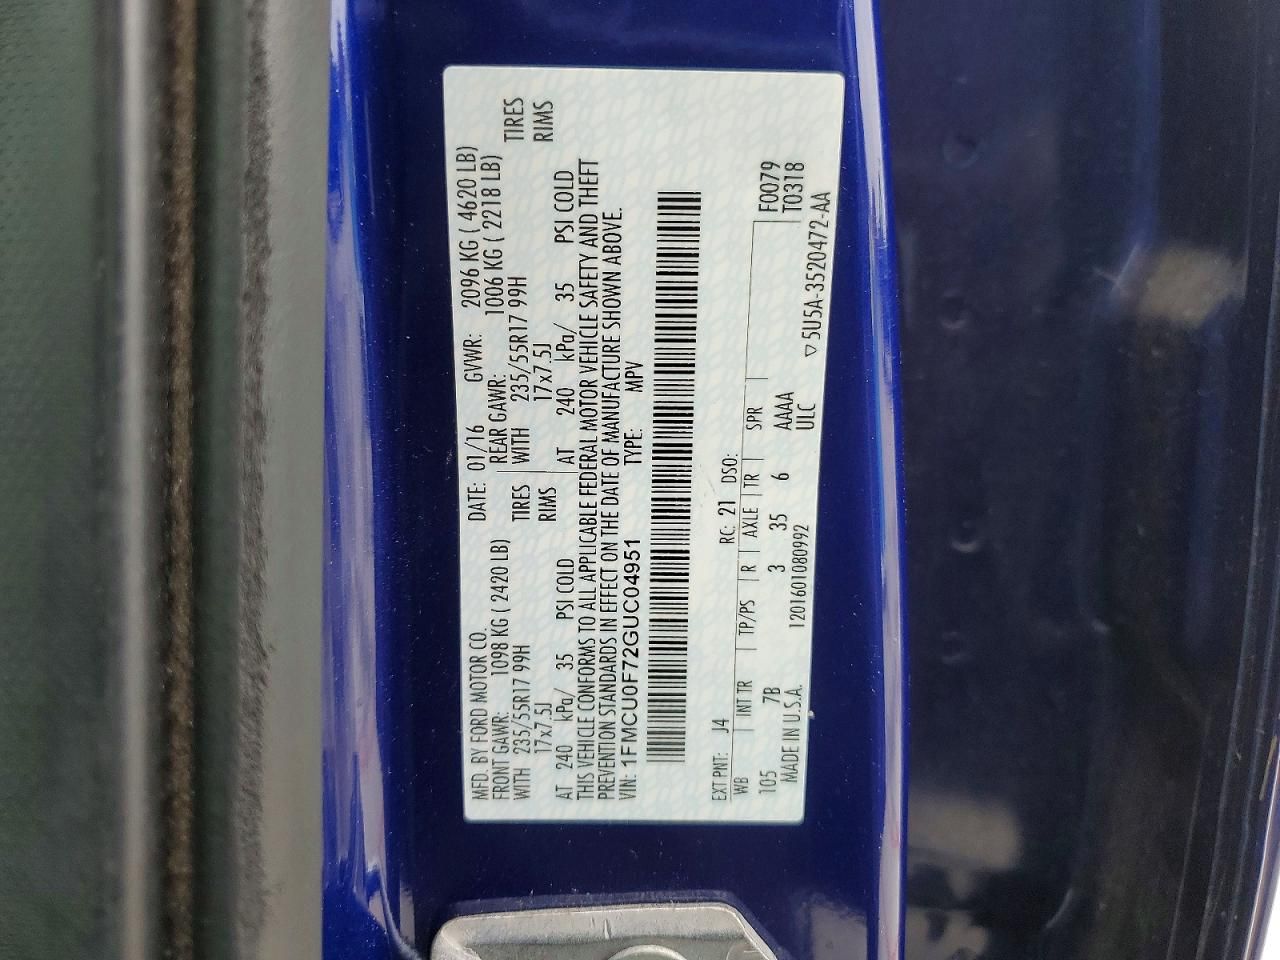 MFD. BY FORD MOTOR CO.
DATE: 01/16 GVWR: 2096 KG ( 4620 LB)
FRONT GAWR: 1098 KG ( 2420 LB) REAR GAWR: 1006 KG ( 2218 LB)
WITH 235/55R17 99H TIRES WITH 235/55R17 99H TIRES
17x7.5J RIMS 17x7.5J RIMS
AT 240 kPa/ 35 PSI COLD AT 240 kPa/ 35 PSI COLD
THIS VEHICLE CONFORMS TO ALL APPLICABLE FEDERAL MOTOR VEHICLE SAFETY AND THEFT
PREVENTION STANDARDS IN EFFECT ON THE DATE OF MANUFACTURE SHOWN ABOVE.
VIN: 1FMCU0F72GUC04951 TYPE: MPV
EXT PNT: J4 RC: 21 DSO:
WB INT TR TP/PS R AXLE TR SPR F0079
105 7B 3 35 6 AAAA T0318
MADE IN U.S.A. 1201601080992 ULC ▽5U5A-3520472-AA